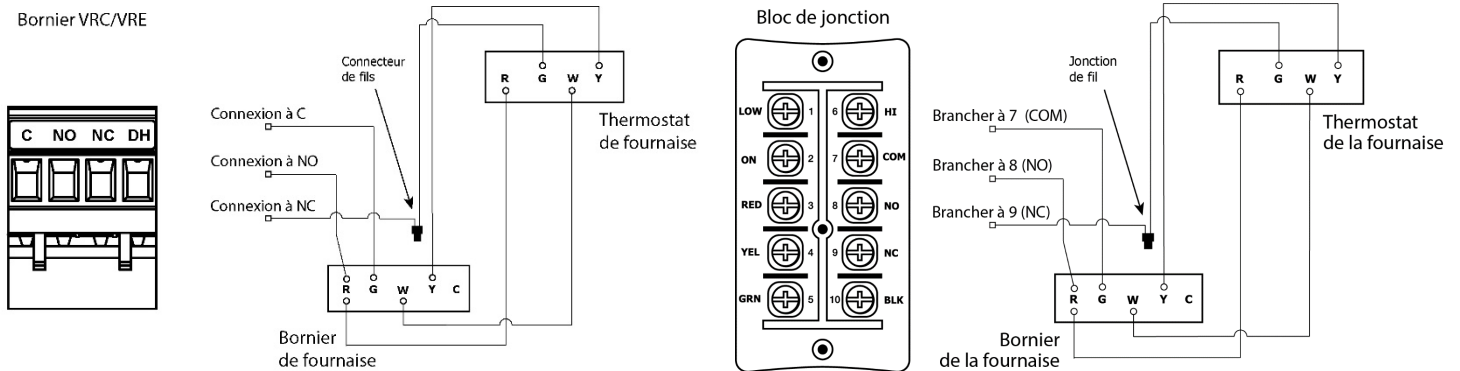 Bornier VRC/VRE
C NO NC DH
Connecteur
de fils
Connexion à C
Connexion à NO
Connexion à NC
R G W Y
Thermostat
de fournaise
R G W Y C
Bornier
de fournaise
Bloc de jonction
LOW 1 6 HI
ON 2 7 COM
RED 3 8 NO
YEL 4 9 NC
GRN 5 10 BLK
Jonction
de fil
Brancher à 7 (COM)
Brancher à 8 (NO)
Brancher à 9 (NC)
R G W Y
Thermostat
de la fournaise
R G W Y C
Bornier
de la fournaise